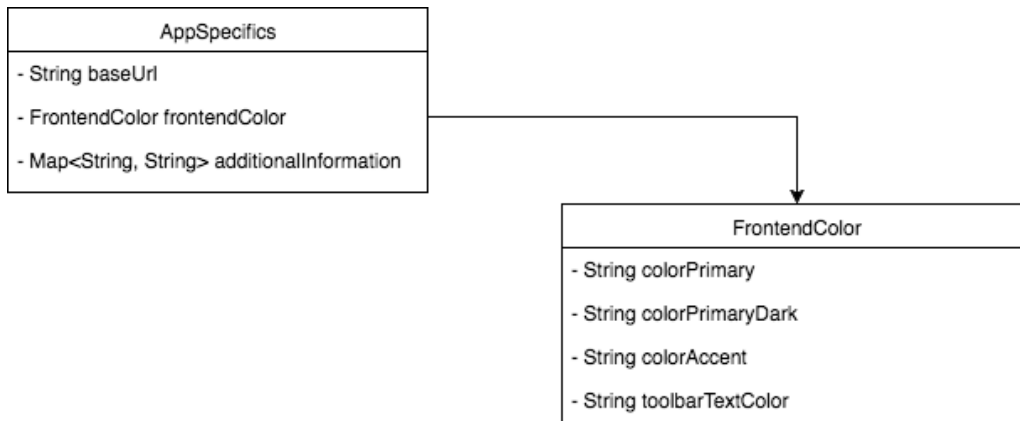 AppSpecifics
- String baseUrl
- FrontendColor frontendColor
- Map<String, String> additionalInformation
FrontendColor
- String colorPrimary
- String colorPrimaryDark
- String colorAccent
- String toolbarTextColor